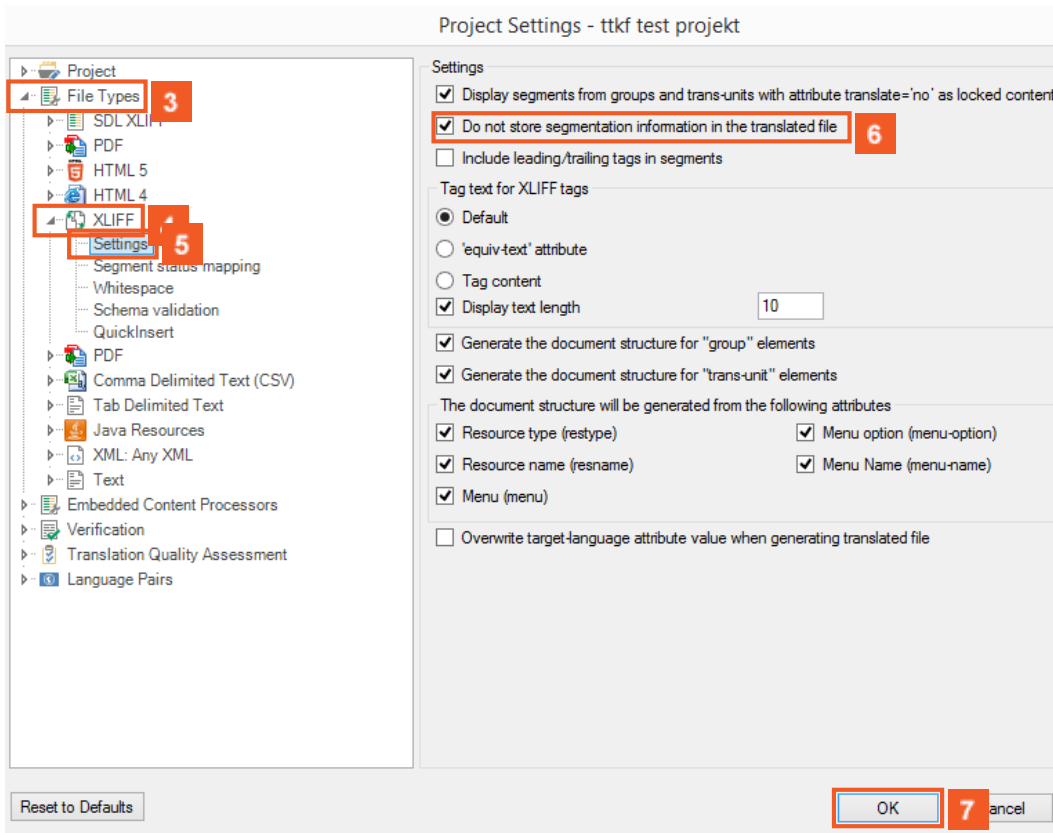 Project Settings - ttkf test projekt
Project
File Types
3
SDL XLIFF
PDF
HTML 5
HTML 4
XLIFF
Settings
5
Segment status mapping
Whitespace
Schema validation
QuickInsert
PDF
Comma Delimited Text (CSV)
Tab Delimited Text
Java Resources
XML: Any XML
Text
Embedded Content Processors
Verification
Translation Quality Assessment
Language Pairs
Settings
Display segments from groups and trans-units with attribute translate='no' as locked content
Do not store segmentation information in the translated file
6
Include leading/trailing tags in segments
Tag text for XLIFF tags
Default
'equiv-text' attribute
Tag content
Display text length 10
Generate the document structure for "group" elements
Generate the document structure for "trans-unit" elements
The document structure will be generated from the following attributes
Resource type (restype) Menu option (menu-option)
Resource name (resname) Menu Name (menu-name)
Menu (menu)
Overwrite target-language attribute value when generating translated file
Reset to Defaults
OK
7
ancel